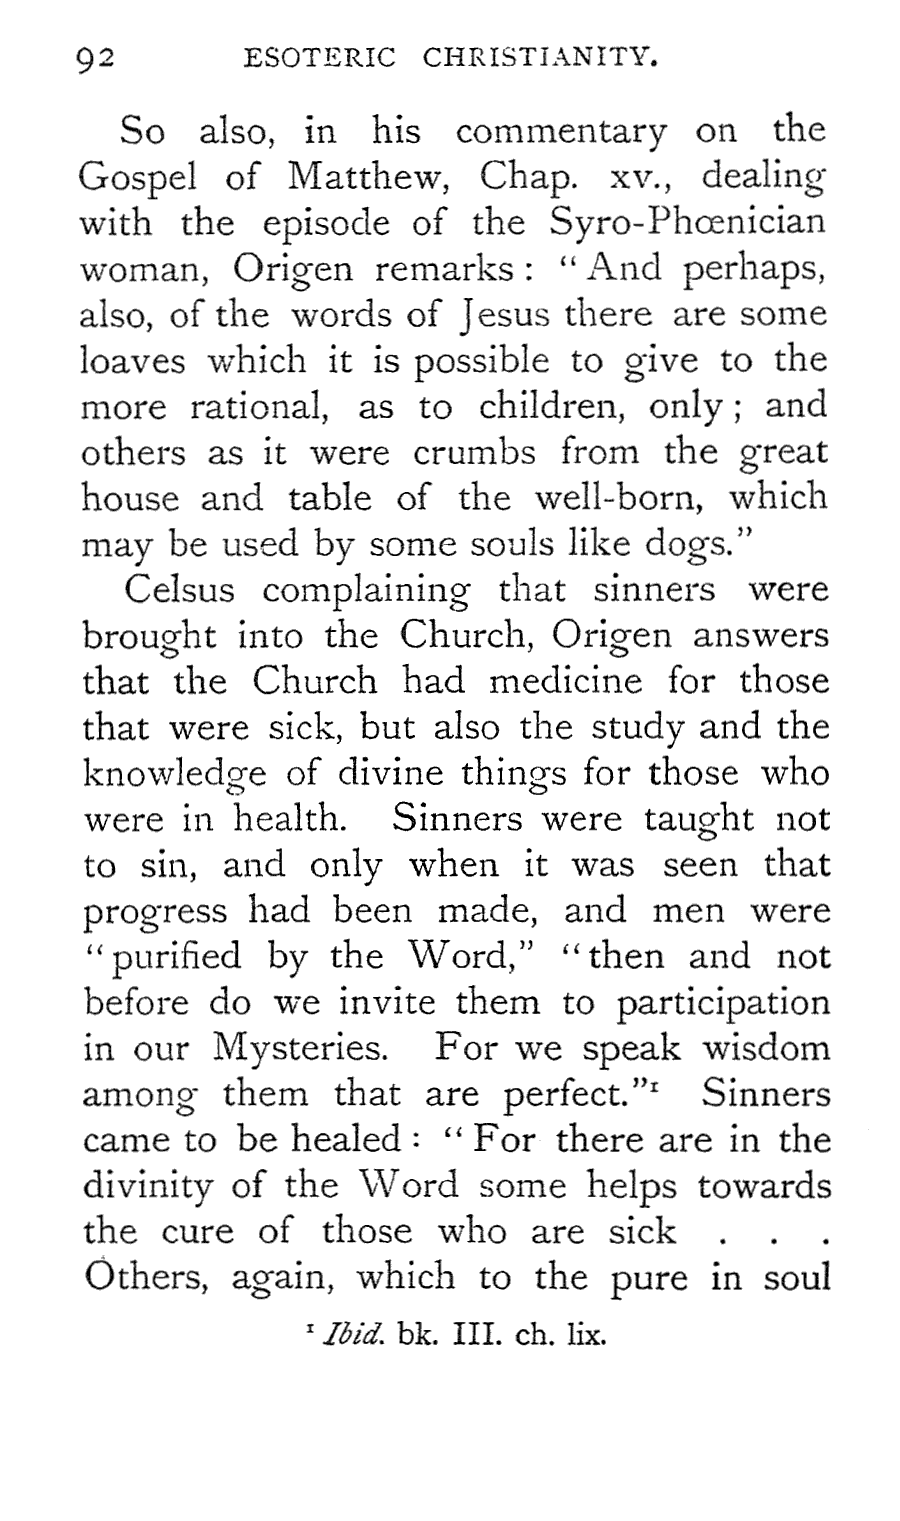 92 ESOTERIC CHRISTIANITY.
So also, in his commentary on the
Gospel of Matthew, Chap. xv., dealing
with the episode of the Syro-Phœnician
woman, Origen remarks : “ And perhaps,
also, of the words of Jesus there are some
loaves which it is possible to give to the
more rational, as to children, only ; and
others as it were crumbs from the great
house and table of the well-born, which
may be used by some souls like dogs.”
Celsus complaining that sinners were
brought into the Church, Origen answers
that the Church had medicine for those
that were sick, but also the study and the
knowledge of divine things for those who
were in health. Sinners were taught not
to sin, and only when it was seen that
progress had been made, and men were
“purified by the Word,” “then and not
before do we invite them to participation
in our Mysteries. For we speak wisdom
among them that are perfect.”¹ Sinners
came to be healed : “ For there are in the
divinity of the Word some helps towards
the cure of those who are sick . . .
Others, again, which to the pure in soul
¹ Ibid. bk. III. ch. lix.